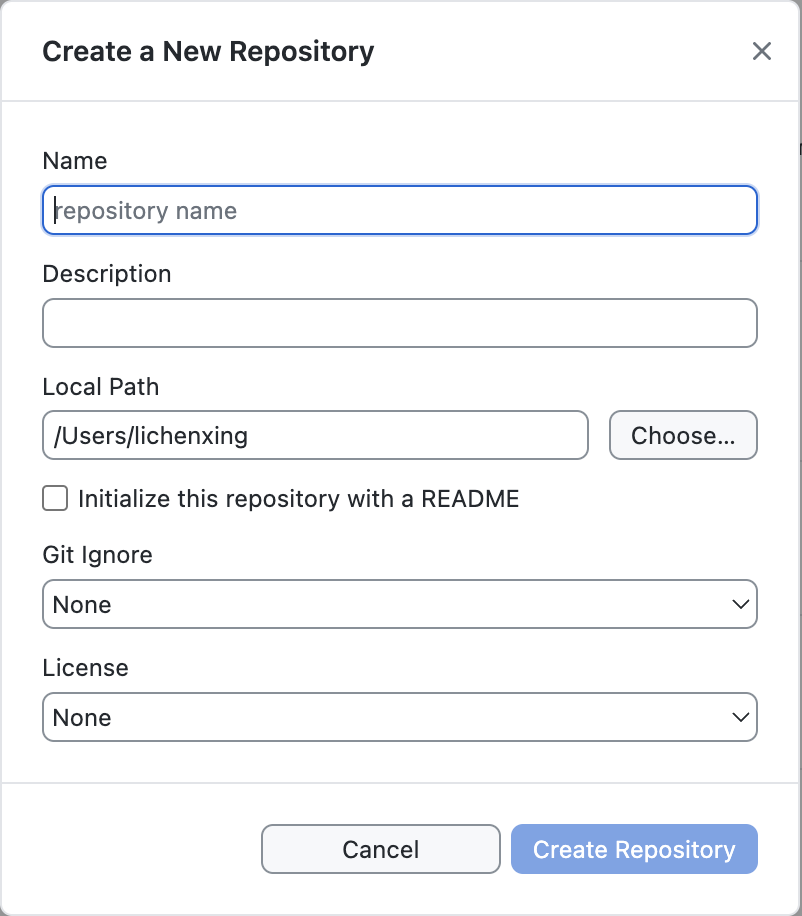 Create a New Repository
Name
repository name
Description
Local Path
/Users/lichenxing
Choose...
Initialize this repository with a README
Git Ignore
None
License
None
Cancel
Create Repository